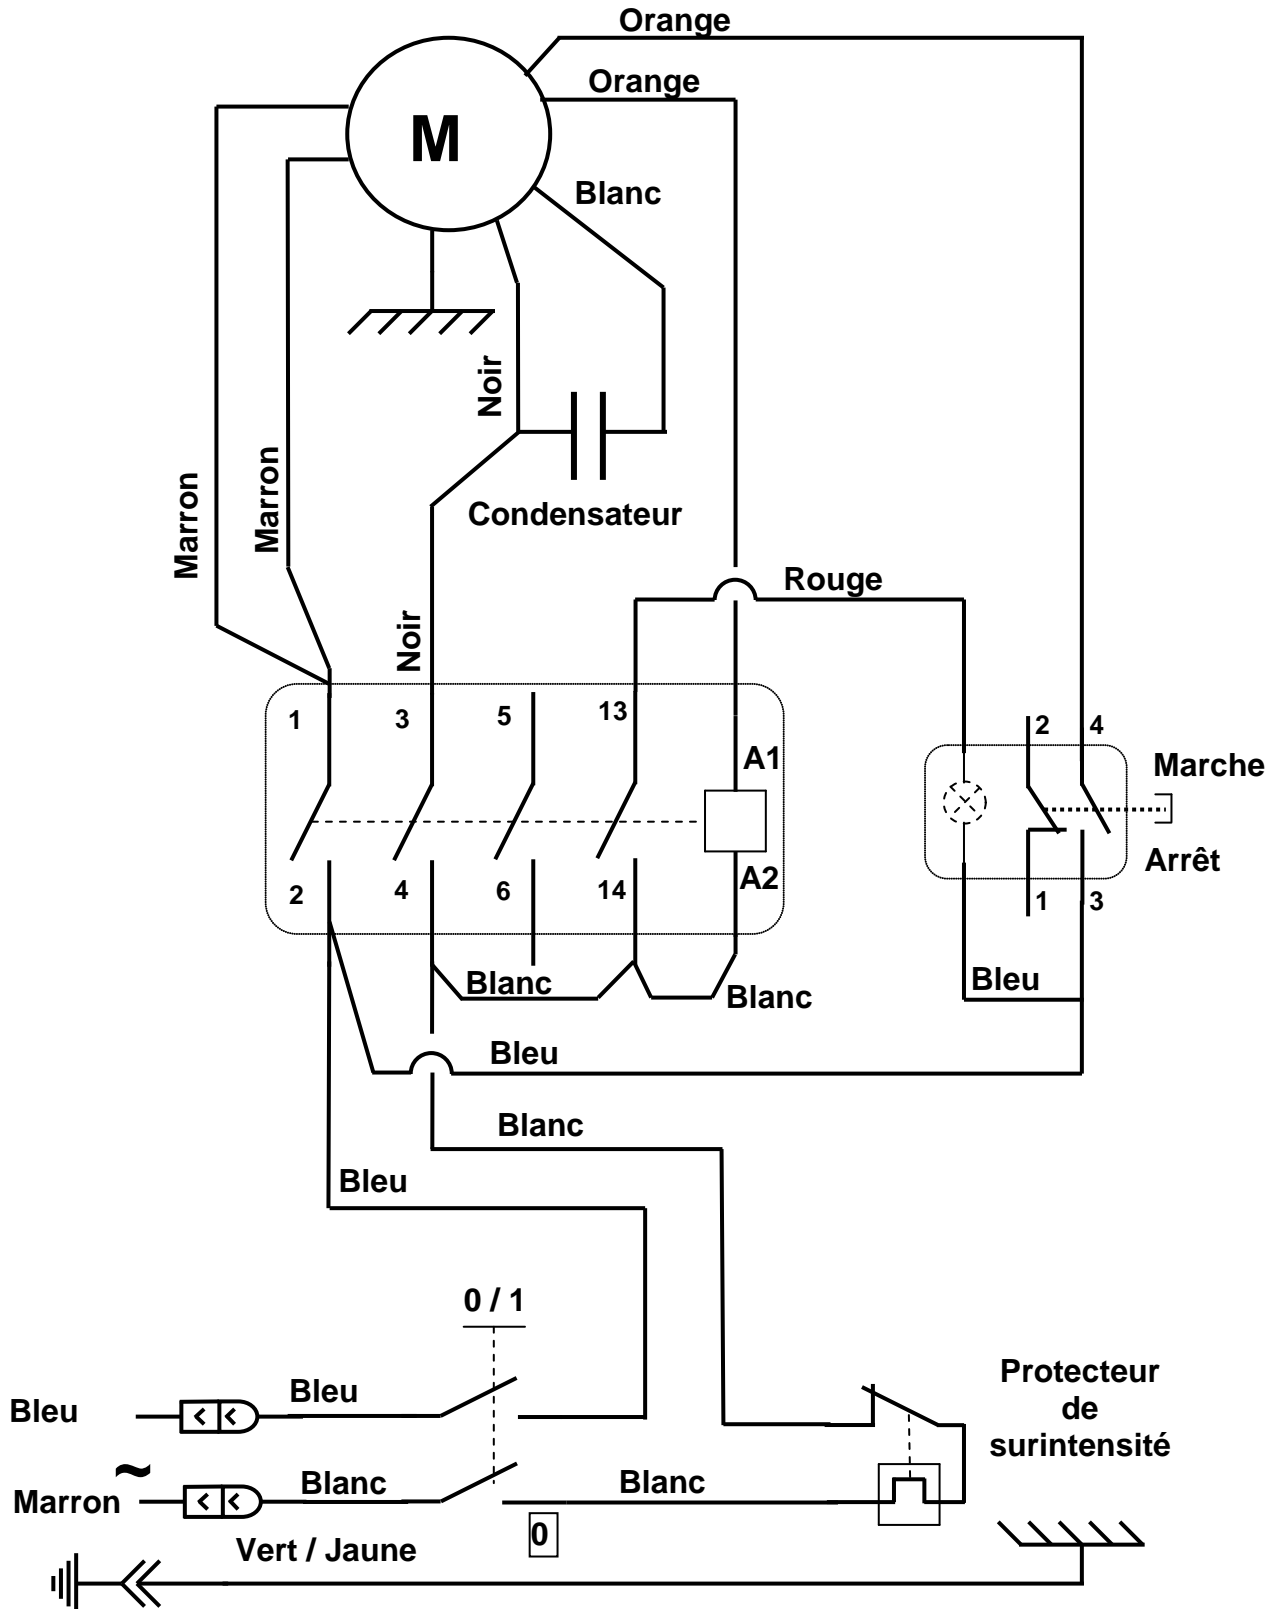 Orange
Orange
M
Blanc
Noir
Marron
Marron
Condensateur
Rouge
Noir
1
3
5
13
A1
2
4
Marche
2
4
6
14
A2
Arrêt
1
3
Blanc
Blanc
Bleu
Bleu
Blanc
Bleu
0 / 1
Protecteur
de
surintensité
Bleu
Bleu
~
Marron
Blanc
Blanc
0
Vert / Jaune